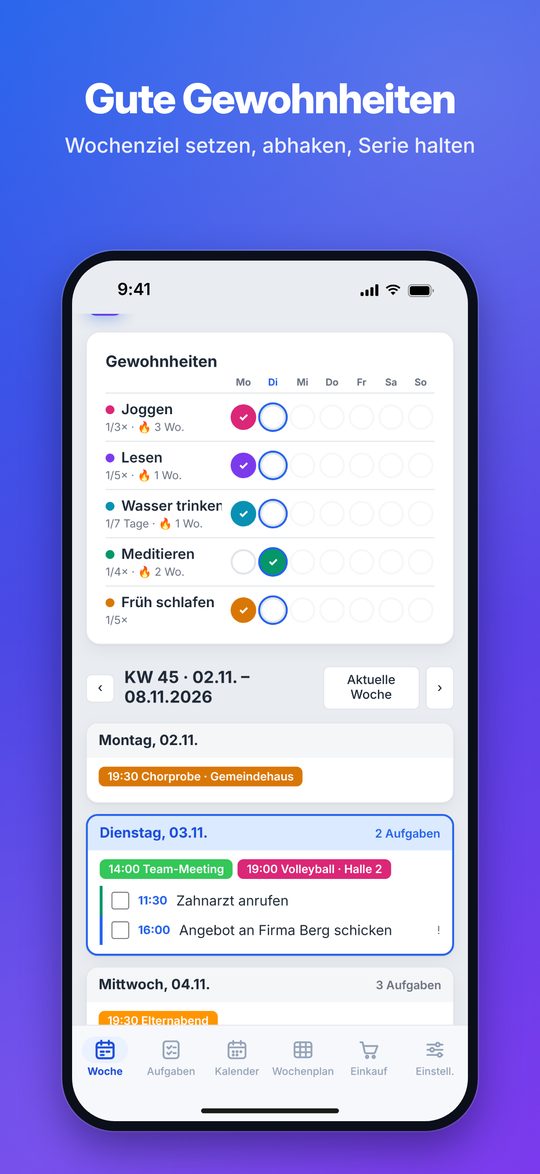 Gute Gewohnheiten
Wochenziel setzen, abhaken, Serie halten
9:41
Gewohnheiten
Mo Di Mi Do Fr Sa So
Joggen
1/3× · 🔥 3 Wo.
Lesen
1/5× · 🔥 1 Wo.
Wasser trinken
1/7 Tage · 🔥 1 Wo.
Meditieren
1/4× · 🔥 2 Wo.
Früh schlafen
1/5×
‹ KW 45 · 02.11. – Aktuelle ›
08.11.2026 Woche
Montag, 02.11.
19:30 Chorprobe · Gemeindehaus
Dienstag, 03.11. 2 Aufgaben
14:00 Team-Meeting 19:00 Volleyball · Halle 2
11:30 Zahnarzt anrufen
16:00 Angebot an Firma Berg schicken !
Mittwoch, 04.11. 3 Aufgaben
19:30 Elternabend
Woche Aufgaben Kalender Wochenplan Einkauf Einstell.